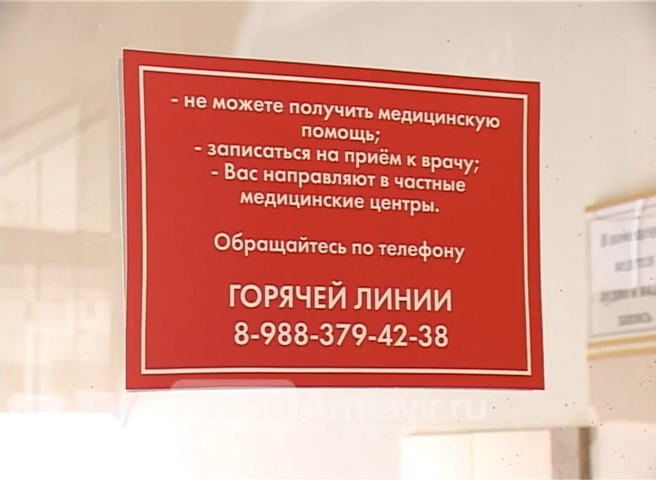 - не можете получить медицинскую
помощь;
- записаться на приём к врачу;
- Вас направляют в частные
медицинские центры.
Обращайтесь по телефону
ГОРЯЧЕЙ ЛИНИИ
8-988-379-42-38
Armavir.ru